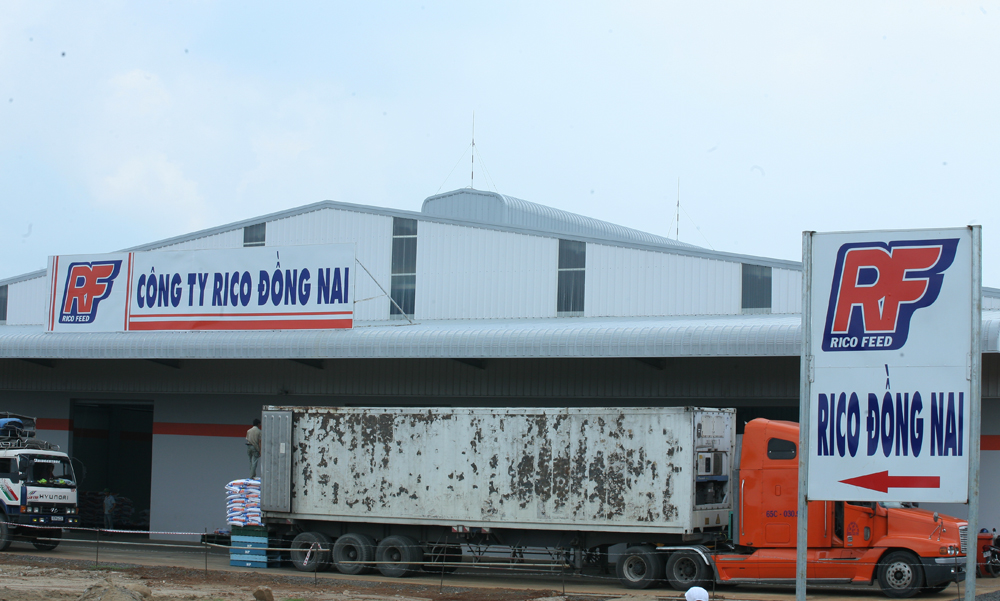 RF
RICO FEED
CÔNG TY RICO ĐỒNG NAI
RF
RICO FEED
RICO ĐỒNG NAI
HYUNDAI